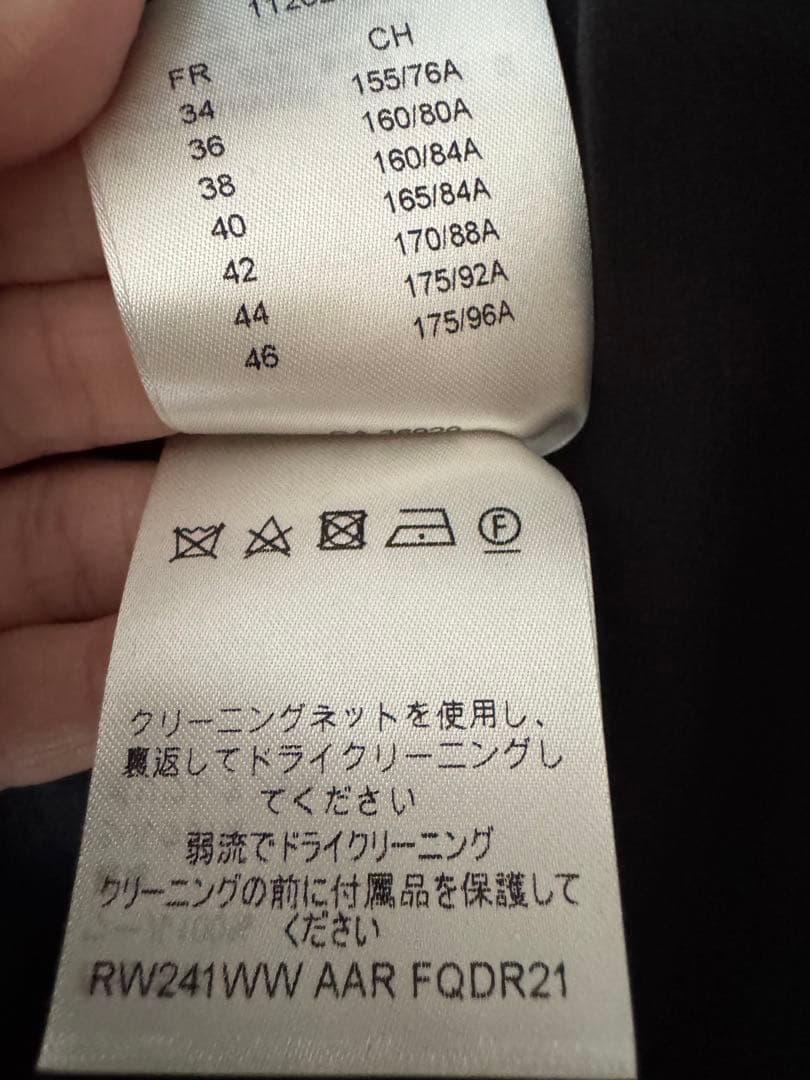 FR CH
34 155/76A
36 160/80A
38 160/84A
40 165/84A
42 170/88A
44 175/92A
46 175/96A
F
クリーニングネットを使用し、
裏返してドライクリーニングし
てください
弱流でドライクリーニング
クリーニングの前に付属品を保護して
ください
RW241WW AAR FQDR21